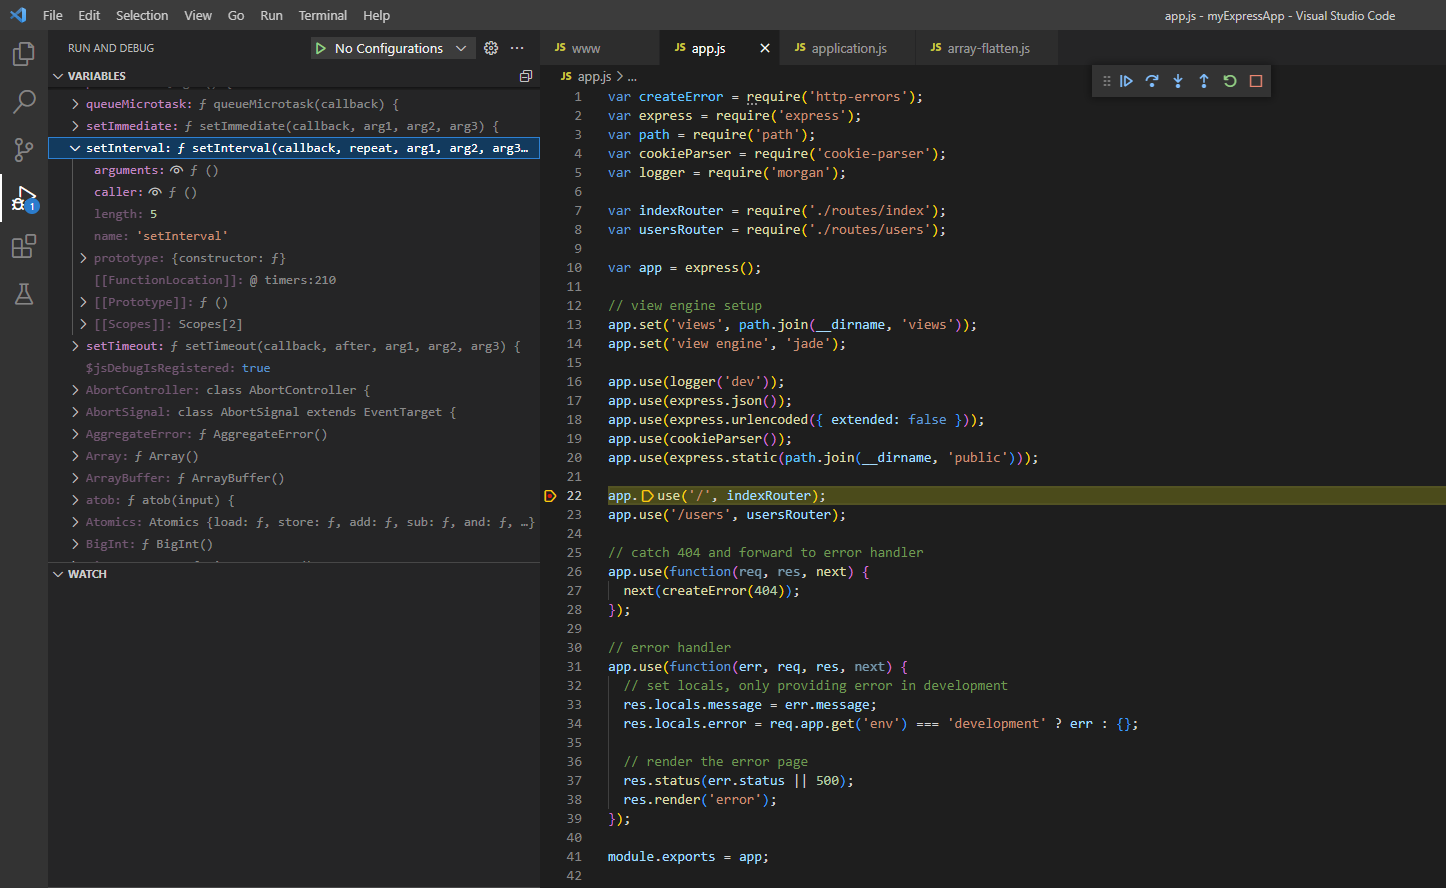 File Edit Selection View Go Run Terminal Help
app.js - myExpressApp - Visual Studio Code
RUN AND DEBUG
No Configurations
VARIABLES
queueMicrotask: ƒ queueMicrotask(callback) {
setImmediate: ƒ setImmediate(callback, arg1, arg2, arg3) {
setInterval: ƒ setInterval(callback, repeat, arg1, arg2, arg3…
arguments: ƒ ()
caller: ƒ ()
length: 5
name: 'setInterval'
prototype: {constructor: ƒ}
[[FunctionLocation]]: @ timers:210
[[Prototype]]: ƒ ()
[[Scopes]]: Scopes[2]
setTimeout: ƒ setTimeout(callback, after, arg1, arg2, arg3) {
$jsDebugIsRegistered: true
AbortController: class AbortController {
AbortSignal: class AbortSignal extends EventTarget {
AggregateError: ƒ AggregateError()
Array: ƒ Array()
ArrayBuffer: ƒ ArrayBuffer()
atob: ƒ atob(input) {
Atomics: Atomics {load: ƒ, store: ƒ, add: ƒ, sub: ƒ, and: ƒ, …}
BigInt: ƒ BigInt()
WATCH
1
JS www
JS app.js
JS application.js
JS array-flatten.js
JS app.js > ...
1 var createError = require('http-errors');
2 var express = require('express');
3 var path = require('path');
4 var cookieParser = require('cookie-parser');
5 var logger = require('morgan');
6
7 var indexRouter = require('./routes/index');
8 var usersRouter = require('./routes/users');
9
10 var app = express();
11
12 // view engine setup
13 app.set('views', path.join(__dirname, 'views'));
14 app.set('view engine', 'jade');
15
16 app.use(logger('dev'));
17 app.use(express.json());
18 app.use(express.urlencoded({ extended: false }));
19 app.use(cookieParser());
20 app.use(express.static(path.join(__dirname, 'public')));
21
22 app.use('/', indexRouter);
23 app.use('/users', usersRouter);
24
25 // catch 404 and forward to error handler
26 app.use(function(req, res, next) {
27 next(createError(404));
28 });
29
30 // error handler
31 app.use(function(err, req, res, next) {
32 // set locals, only providing error in development
33 res.locals.message = err.message;
34 res.locals.error = req.app.get('env') === 'development' ? err : {};
35
36 // render the error page
37 res.status(err.status || 500);
38 res.render('error');
39 });
40
41 module.exports = app;
42